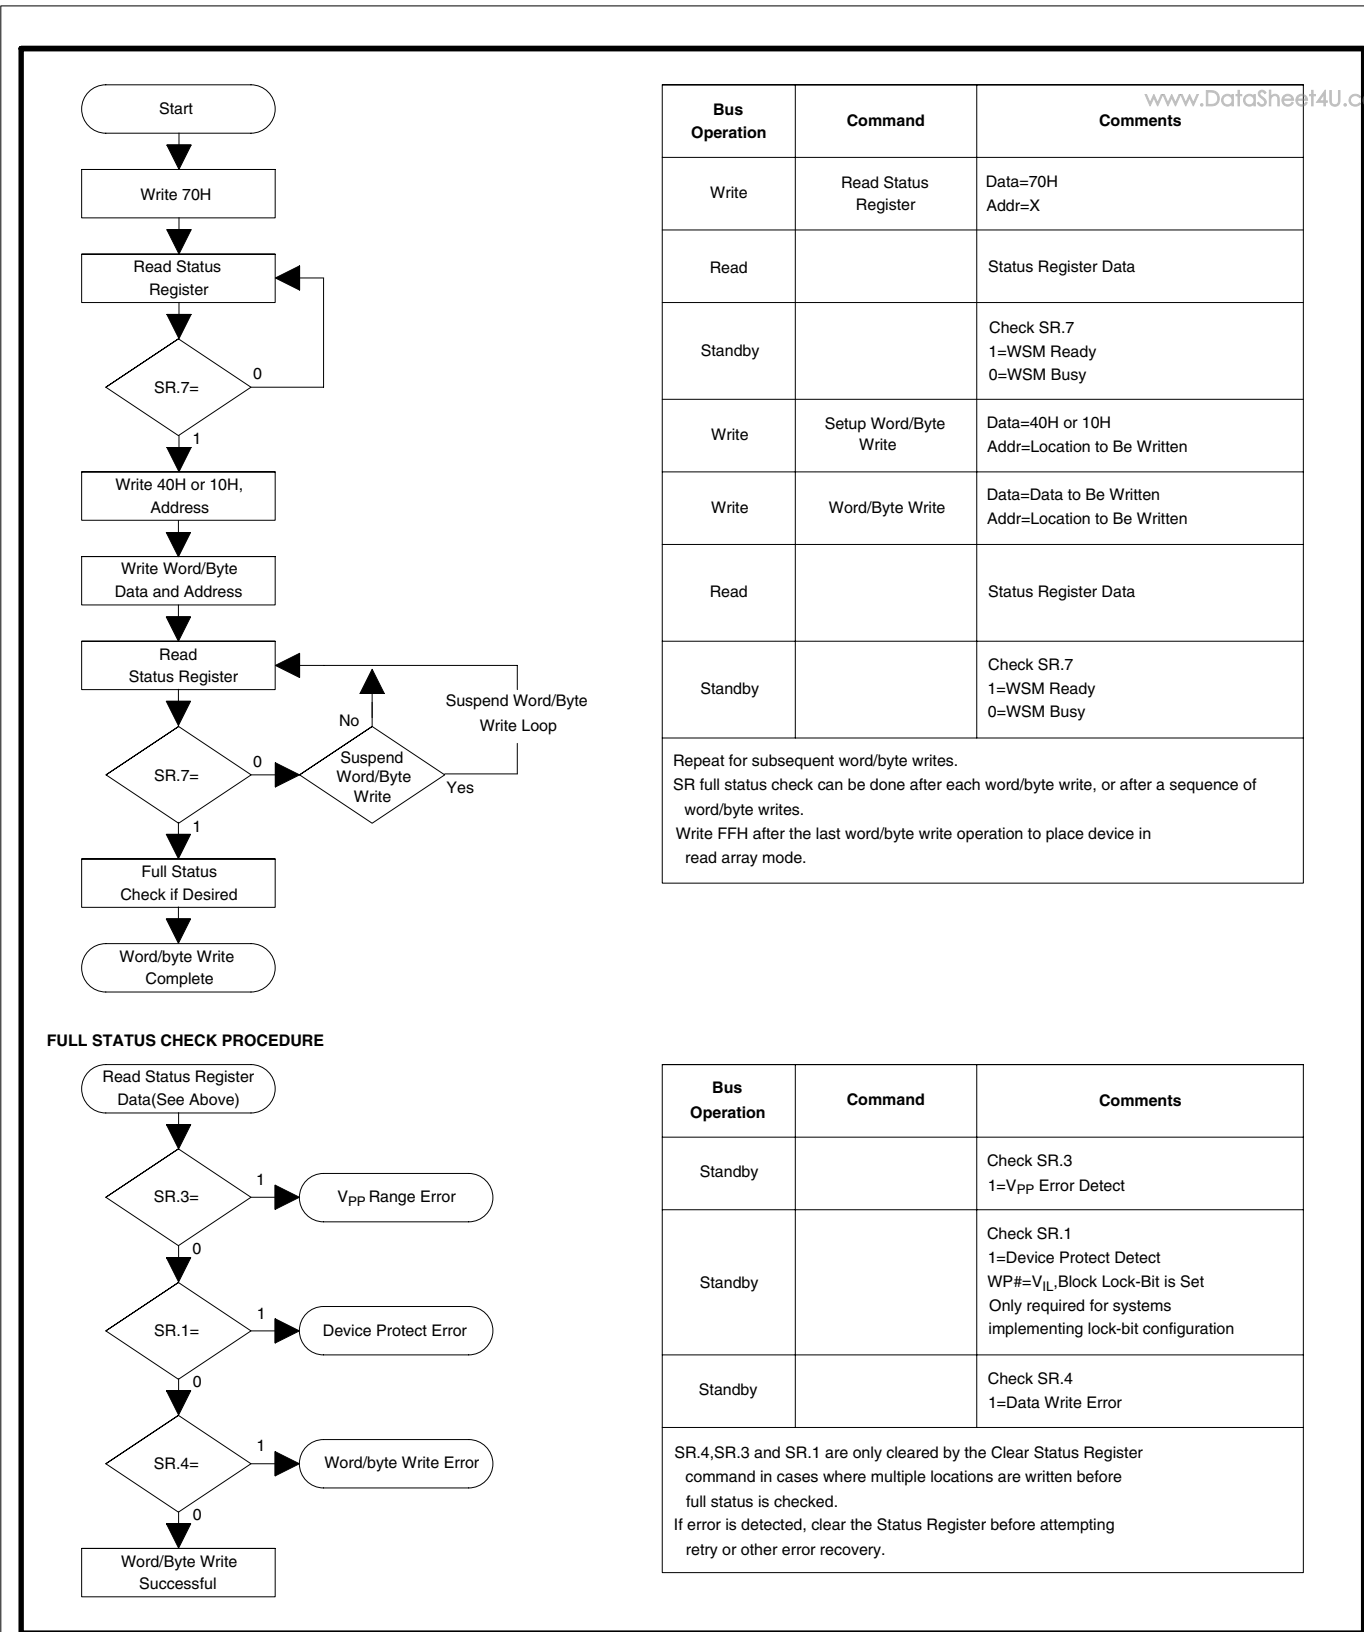 www.DataSheet4U.c
Start
Write 70H
Read Status
Register
SR.7=
0
1
Write 40H or 10H,
Address
Write Word/Byte
Data and Address
Read
Status Register
SR.7=
0
1
Suspend
Word/Byte
Write
No
Yes
Suspend Word/Byte
Write Loop
Full Status
Check if Desired
Word/byte Write
Complete
Bus
Operation
Command
Comments
Write
Read Status
Register
Data=70H
Addr=X
Read
Status Register Data
Standby
Check SR.7
1=WSM Ready
0=WSM Busy
Write
Setup Word/Byte
Write
Data=40H or 10H
Addr=Location to Be Written
Write
Word/Byte Write
Data=Data to Be Written
Addr=Location to Be Written
Read
Status Register Data
Standby
Check SR.7
1=WSM Ready
0=WSM Busy
Repeat for subsequent word/byte writes.
SR full status check can be done after each word/byte write, or after a sequence of
word/byte writes.
Write FFH after the last word/byte write operation to place device in
read array mode.
FULL STATUS CHECK PROCEDURE
Read Status Register
Data(See Above)
SR.3=
1
VPP Range Error
0
SR.1=
1
Device Protect Error
0
SR.4=
1
Word/byte Write Error
0
Word/Byte Write
Successful
Bus
Operation
Command
Comments
Standby
Check SR.3
1=VPP Error Detect
Standby
Check SR.1
1=Device Protect Detect
WP#=VIL,Block Lock-Bit is Set
Only required for systems
implementing lock-bit configuration
Standby
Check SR.4
1=Data Write Error
SR.4,SR.3 and SR.1 are only cleared by the Clear Status Register
command in cases where multiple locations are written before
full status is checked.
If error is detected, clear the Status Register before attempting
retry or other error recovery.